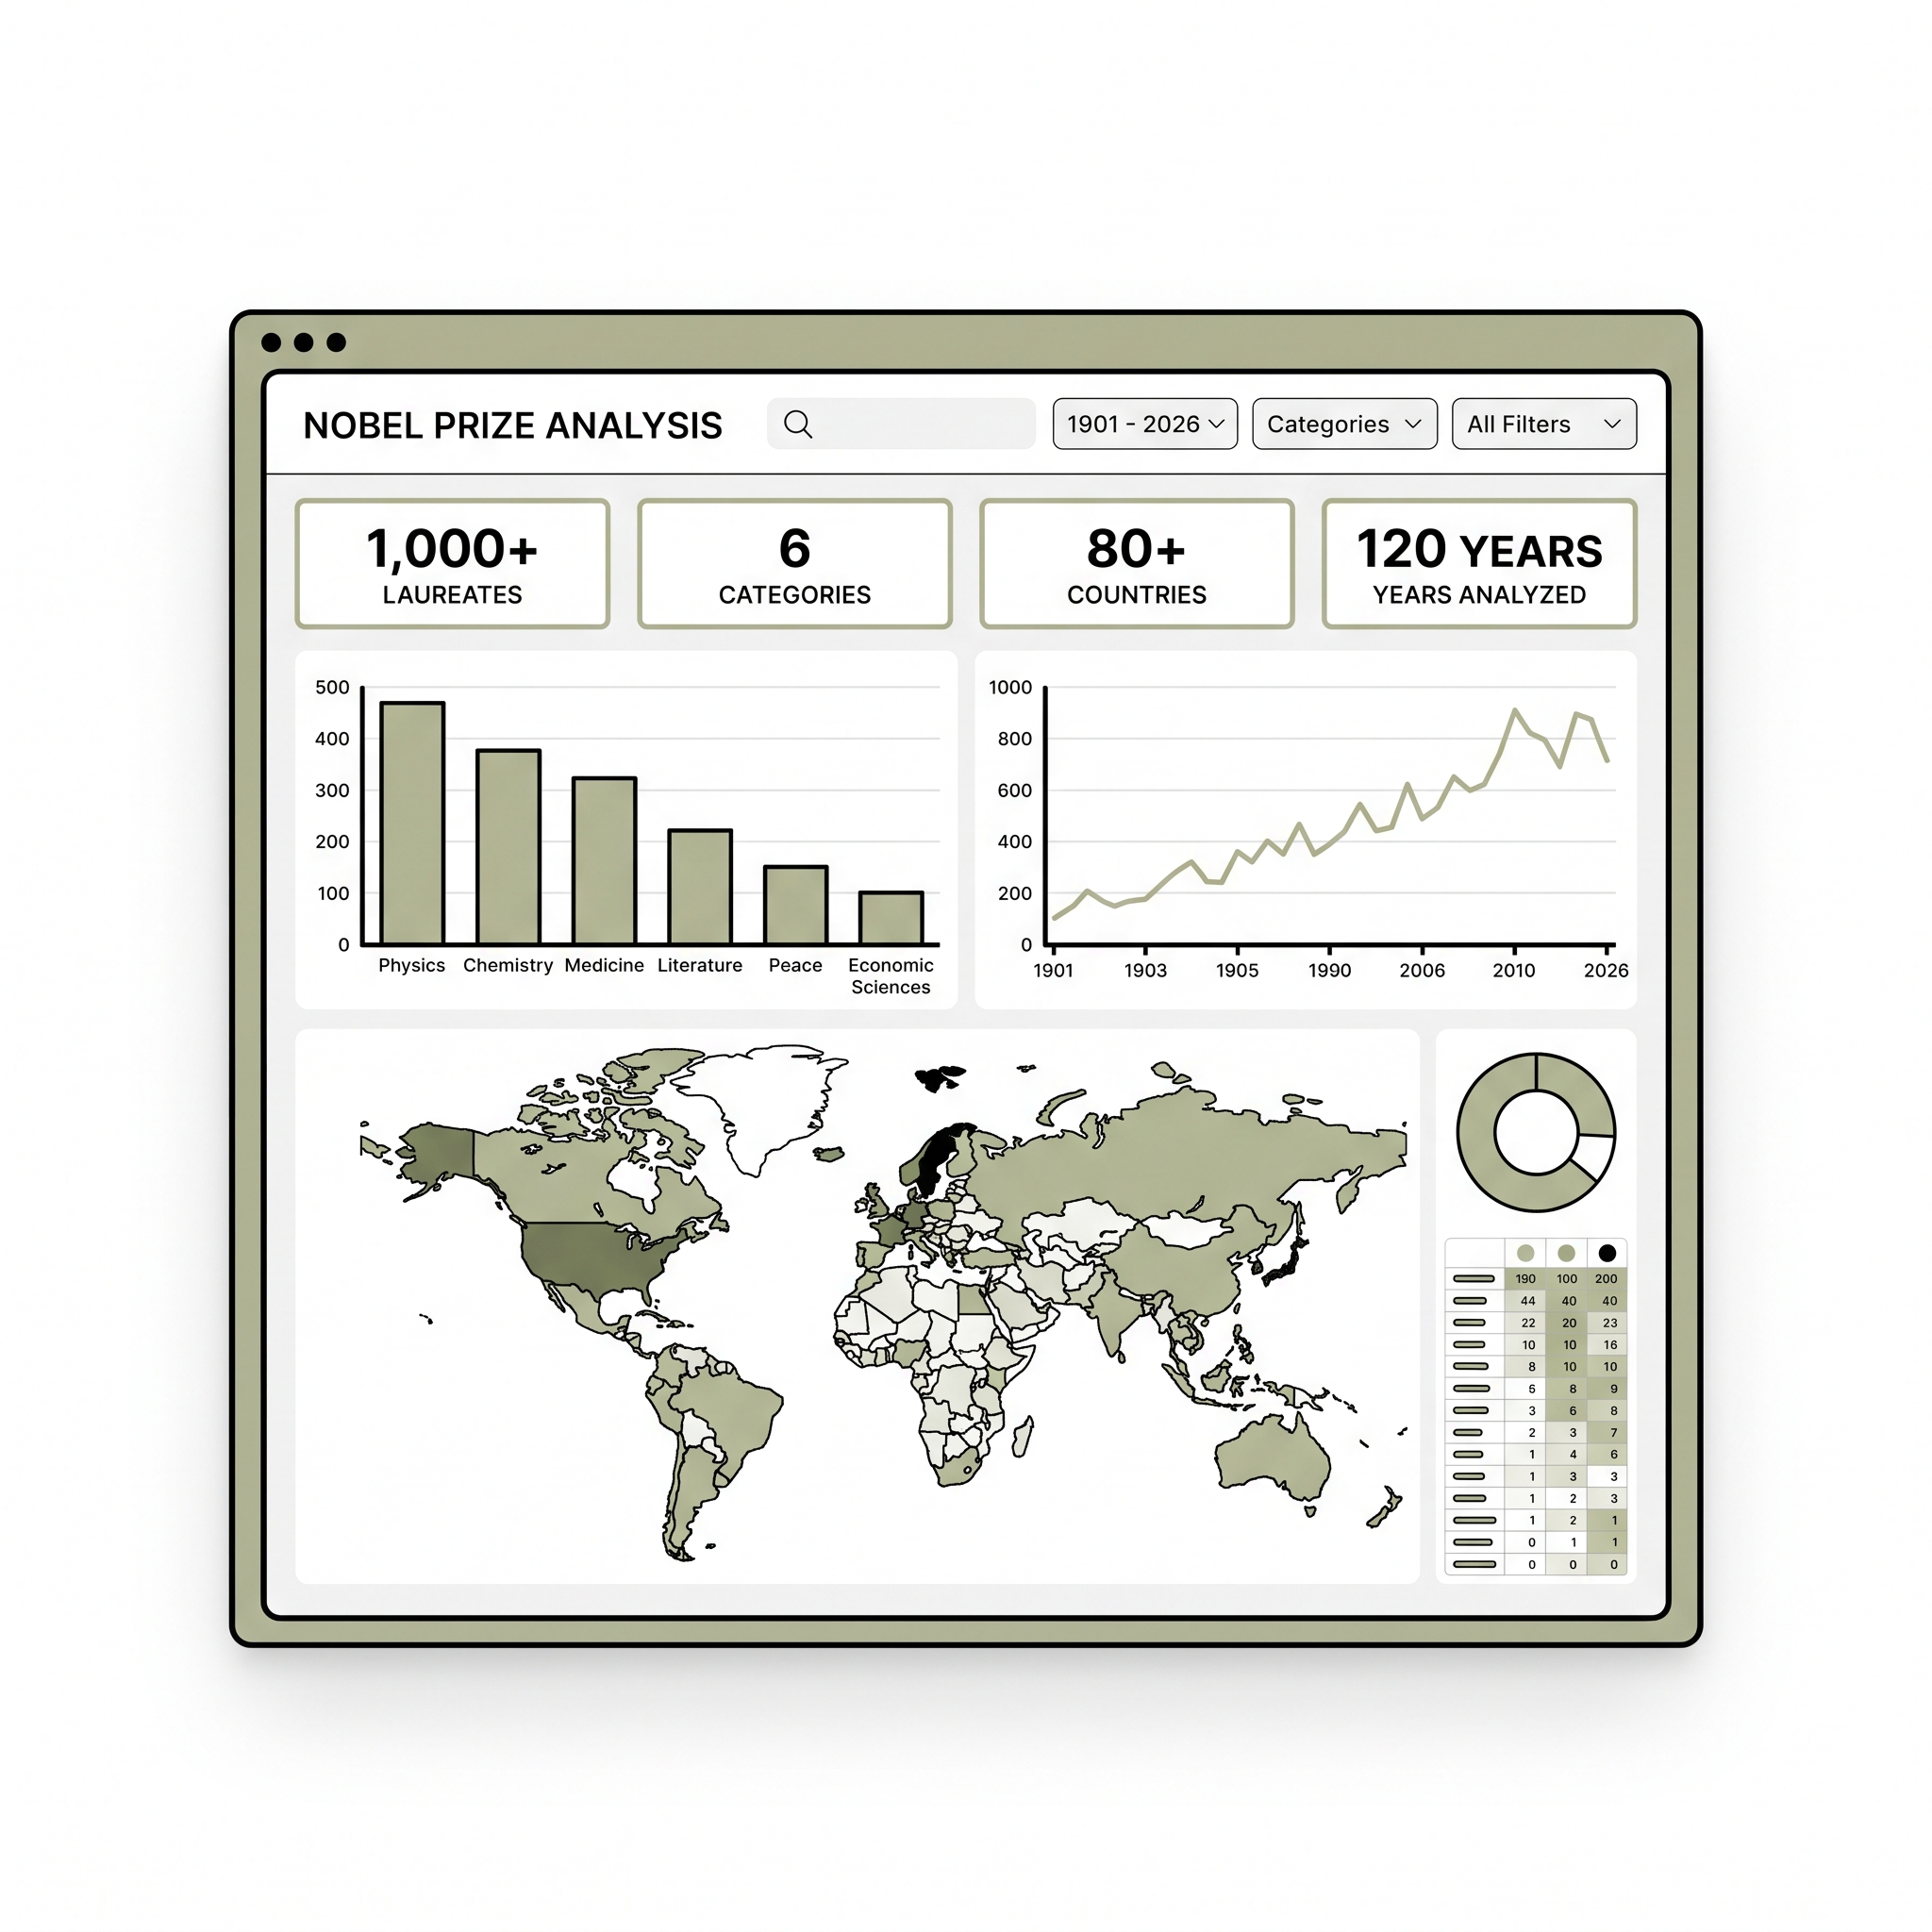 NOBEL PRIZE ANALYSIS
1901 - 2026
Categories
All Filters
1,000+
LAUREATES
6
CATEGORIES
80+
COUNTRIES
120 YEARS
YEARS ANALYZED
500
400
300
200
100
0
Physics Chemistry Medicine Literature Peace Economic
Sciences
1000
800
600
400
200
0
1901 1903 1905 1990 2006 2010 2026
190 100 200
44 40 40
22 20 23
10 10 16
8 10 10
6 8 9
3 6 8
2 3 7
1 4 6
1 3 3
1 2 3
1 2 1
0 1 1
0 0 0